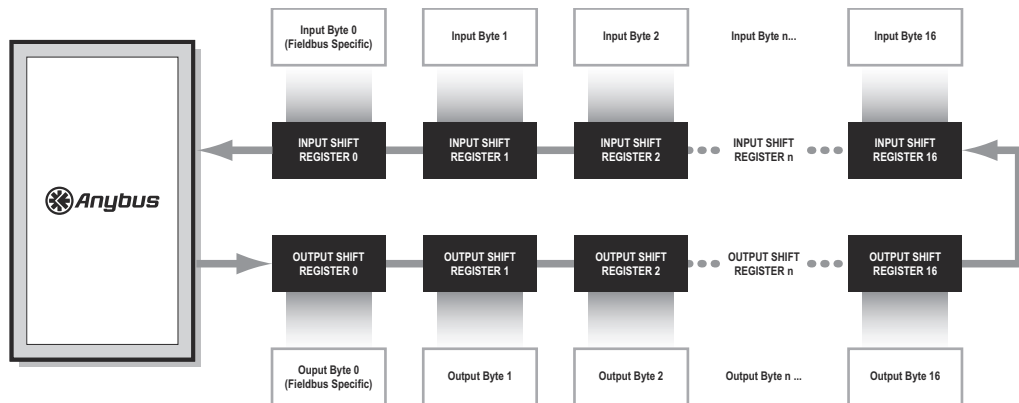 Input Byte 0
(Fieldbus Specific)
Input Byte 1
Input Byte 2
Input Byte n...
Input Byte 16
INPUT SHIFT
REGISTER 0
INPUT SHIFT
REGISTER 1
INPUT SHIFT
REGISTER 2
INPUT SHIFT
REGISTER n
INPUT SHIFT
REGISTER 16
Anybus
OUTPUT SHIFT
REGISTER 0
OUTPUT SHIFT
REGISTER 1
OUTPUT SHIFT
REGISTER 2
OUTPUT SHIFT
REGISTER n
OUTPUT SHIFT
REGISTER 16
Ouput Byte 0
(Fieldbus Specific)
Output Byte 1
Output Byte 2
Output Byte n ...
Output Byte 16